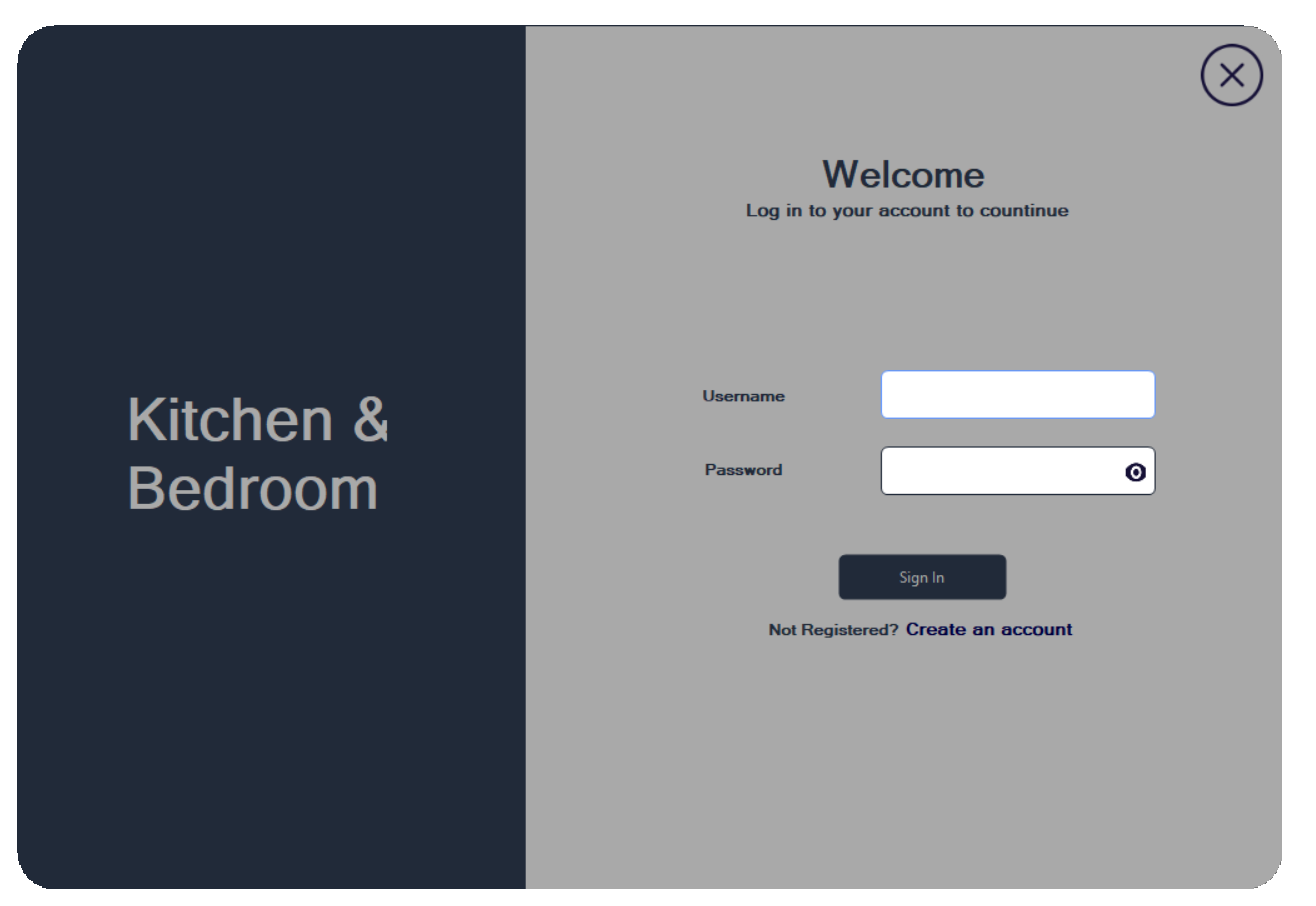 Kitchen &
Bedroom
Welcome
Log in to your account to countinue
Username
Password
Sign In
Not Registered? Create an account